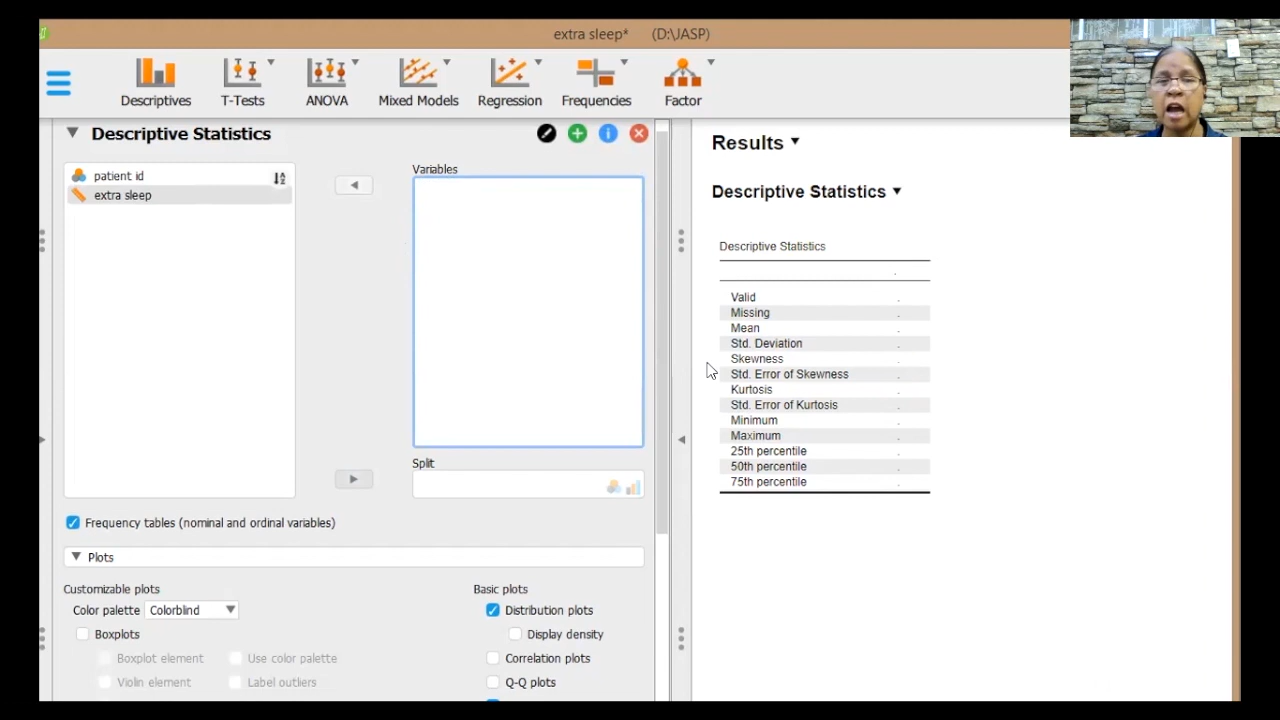 extra sleep* (D:\JASP)
Descriptives T-Tests ANOVA Mixed Models Regression Frequencies Factor
Descriptive Statistics
patient id
extra sleep
Variables
Split
Frequency tables (nominal and ordinal variables)
Plots
Customizable plots
Color palette Colorblind
Boxplots
Boxplot element Use color palette
Violin element Label outliers
Basic plots
Distribution plots
Display density
Correlation plots
Q-Q plots
Results
Descriptive Statistics
Descriptive Statistics
.
Valid .
Missing .
Mean .
Std. Deviation .
Skewness .
Std. Error of Skewness .
Kurtosis .
Std. Error of Kurtosis .
Minimum .
Maximum .
25th percentile .
50th percentile .
75th percentile .